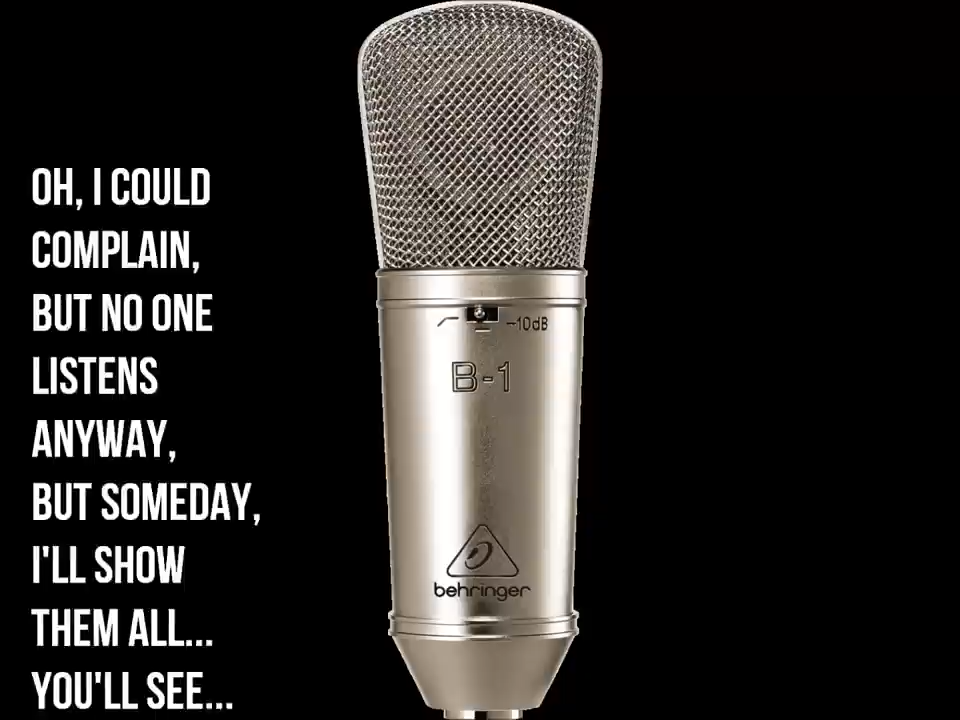 OH, I COULD
COMPLAIN,
BUT NO ONE
LISTENS
ANYWAY,
BUT SOMEDAY,
I'LL SHOW
THEM ALL...
YOU'LL SEE...
-10dB
B-1
behringer